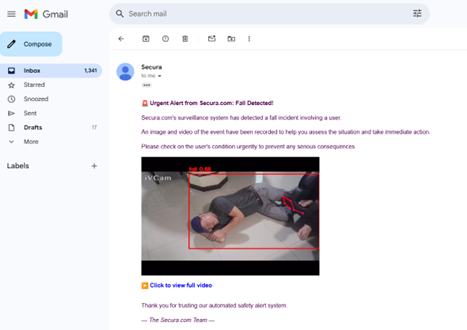 Gmail
Search mail
Compose
Inbox 1,341
Starred
Snoozed
Sent
Drafts 17
More
Labels
Secura
to me
🚨 Urgent Alert from Secura.com: Fall Detected!
Secura.com's surveillance system has detected a fall incident involving a user.
An image and video of the event have been recorded to help you assess the situation and take immediate action.
Please check on the user's condition urgently to prevent any serious consequences.
iVCam
▶️ Click to view full video
Thank you for trusting our automated safety alert system.
— The Secura.com Team —